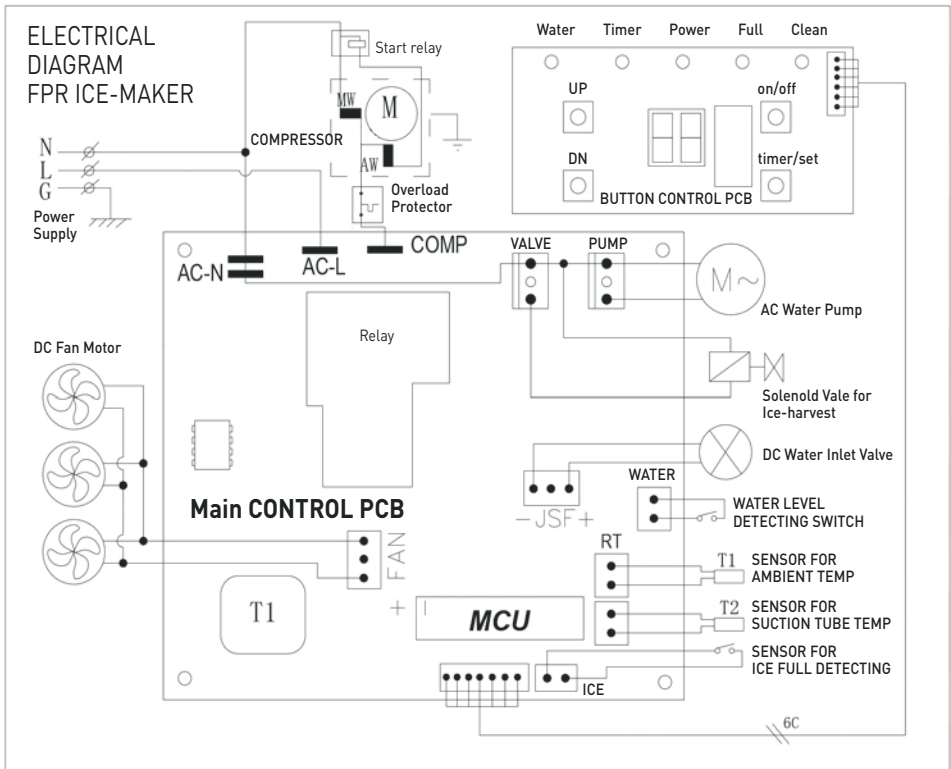 ELECTRICAL
DIAGRAM
FPR ICE-MAKER
Start relay
Water Timer Power Full Clean
UP
on/off
DN
timer/set
BUTTON CONTROL PCB
MW
M
COMPRESSOR
AW
N
L
G
Power
Supply
Overload
Protector
AC-N
AC-L
COMP
VALVE
PUMP
M~
AC Water Pump
Relay
DC Fan Motor
Solenold Vale for
Ice-harvest
DC Water Inlet Valve
WATER
WATER LEVEL
DETECTING SWITCH
-JSF+
Main CONTROL PCB
FAN
RT
T1
SENSOR FOR
AMBIENT TEMP
T2
SENSOR FOR
SUCTION TUBE TEMP
T1
+
MCU
SENSOR FOR
ICE FULL DETECTING
ICE
6C